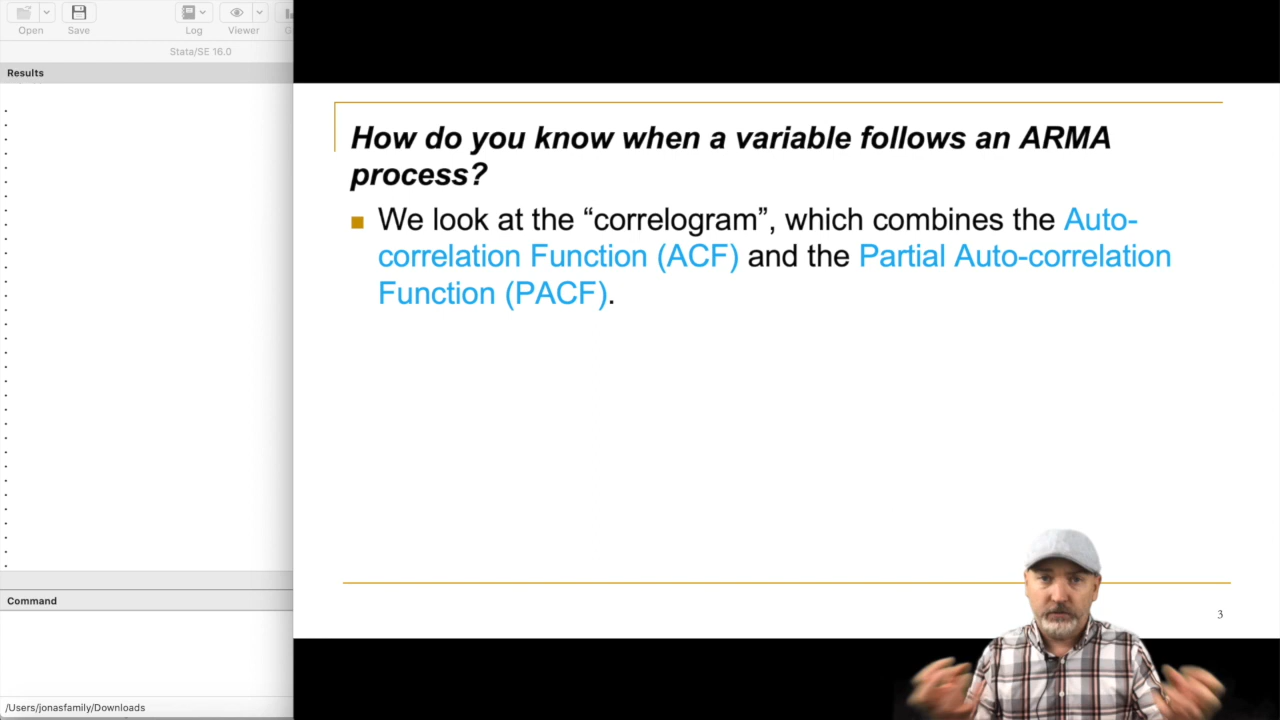 Open
Save
Log
Viewer
Stata/SE 16.0
Results
How do you know when a variable follows an ARMA
process?
We look at the “correlogram”, which combines the Auto-
correlation Function (ACF) and the Partial Auto-correlation
Function (PACF).
3
Command
/Users/jonasfamily/Downloads